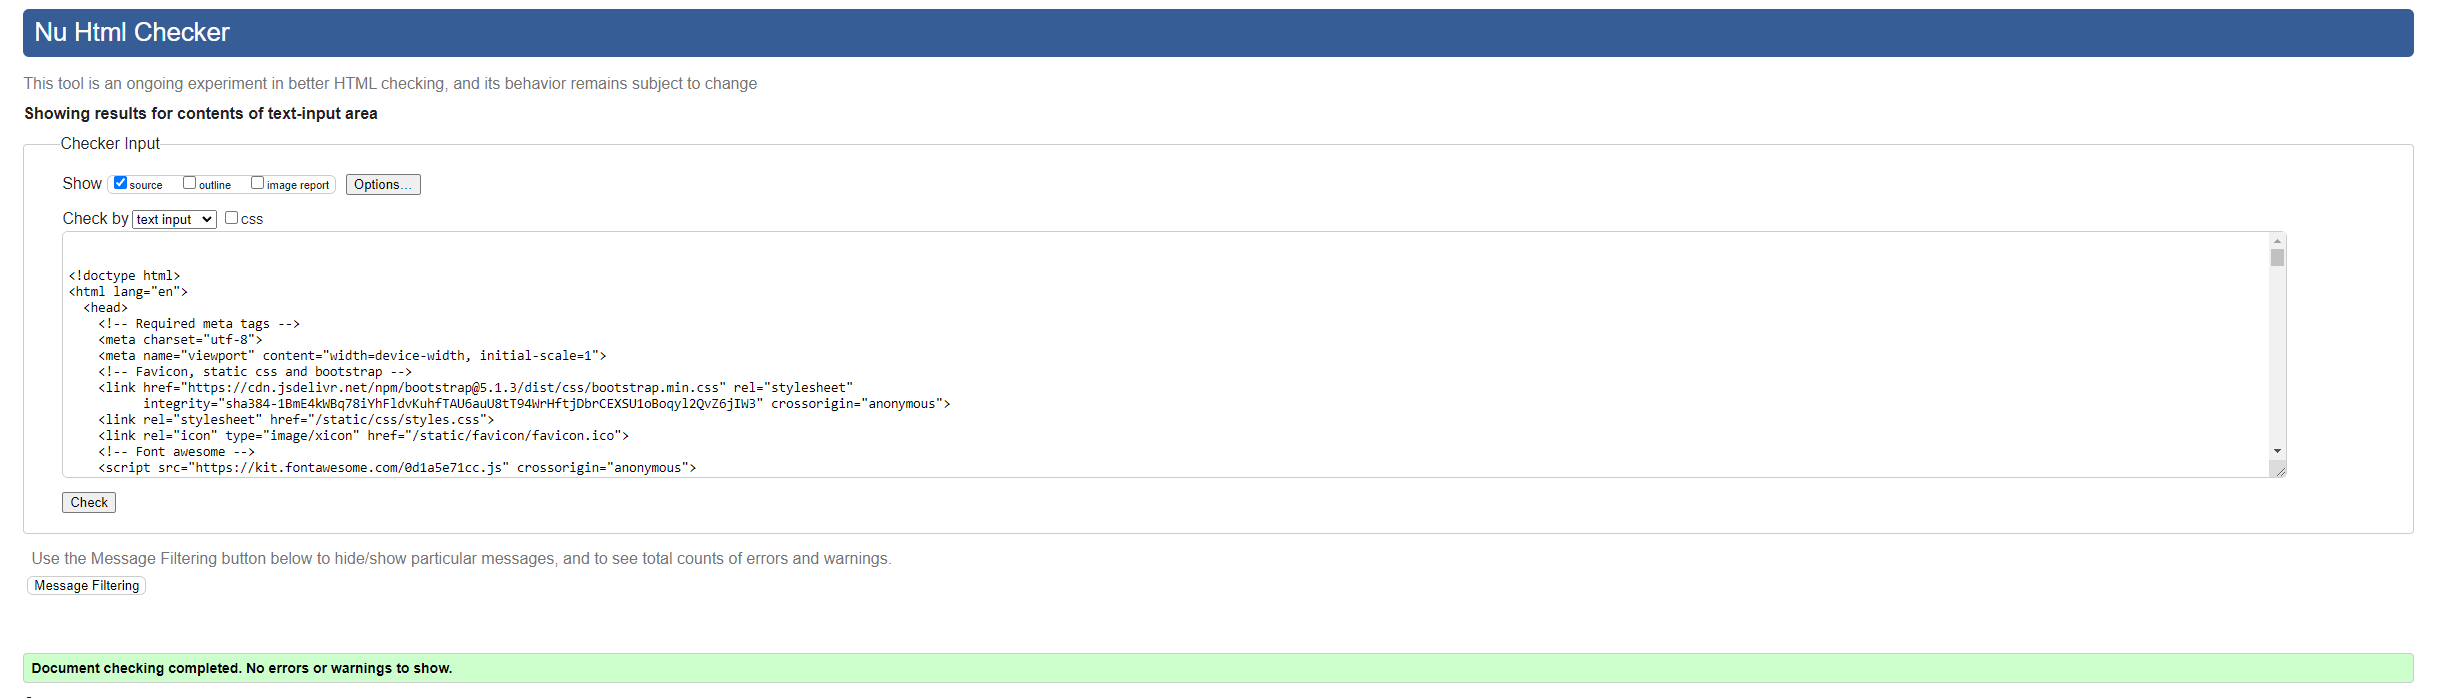 Nu Html Checker
This tool is an ongoing experiment in better HTML checking, and its behavior remains subject to change
Showing results for contents of text-input area
Checker Input
Show source outline image report Options...
Check by text input css
<!doctype html>
<html lang="en">
  <head>
    <!-- Required meta tags -->
    <meta charset="utf-8">
    <meta name="viewport" content="width=device-width, initial-scale=1">
    <!-- Favicon, static css and bootstrap -->
    <link href="https://cdn.jsdelivr.net/npm/bootstrap@5.1.3/dist/css/bootstrap.min.css" rel="stylesheet"
          integrity="sha384-1BmE4kWBq78iYhFldvKuhfTAU6auU8tT94WrHftjDbrCEXSU1oBoqyl2QvZ6jIW3" crossorigin="anonymous">
    <link rel="stylesheet" href="/static/css/styles.css">
    <link rel="icon" type="image/xicon" href="/static/favicon/favicon.ico">
    <!-- Font awesome -->
    <script src="https://kit.fontawesome.com/0d1a5e71cc.js" crossorigin="anonymous">
Check
Use the Message Filtering button below to hide/show particular messages, and to see total counts of errors and warnings.
Message Filtering
Document checking completed. No errors or warnings to show.